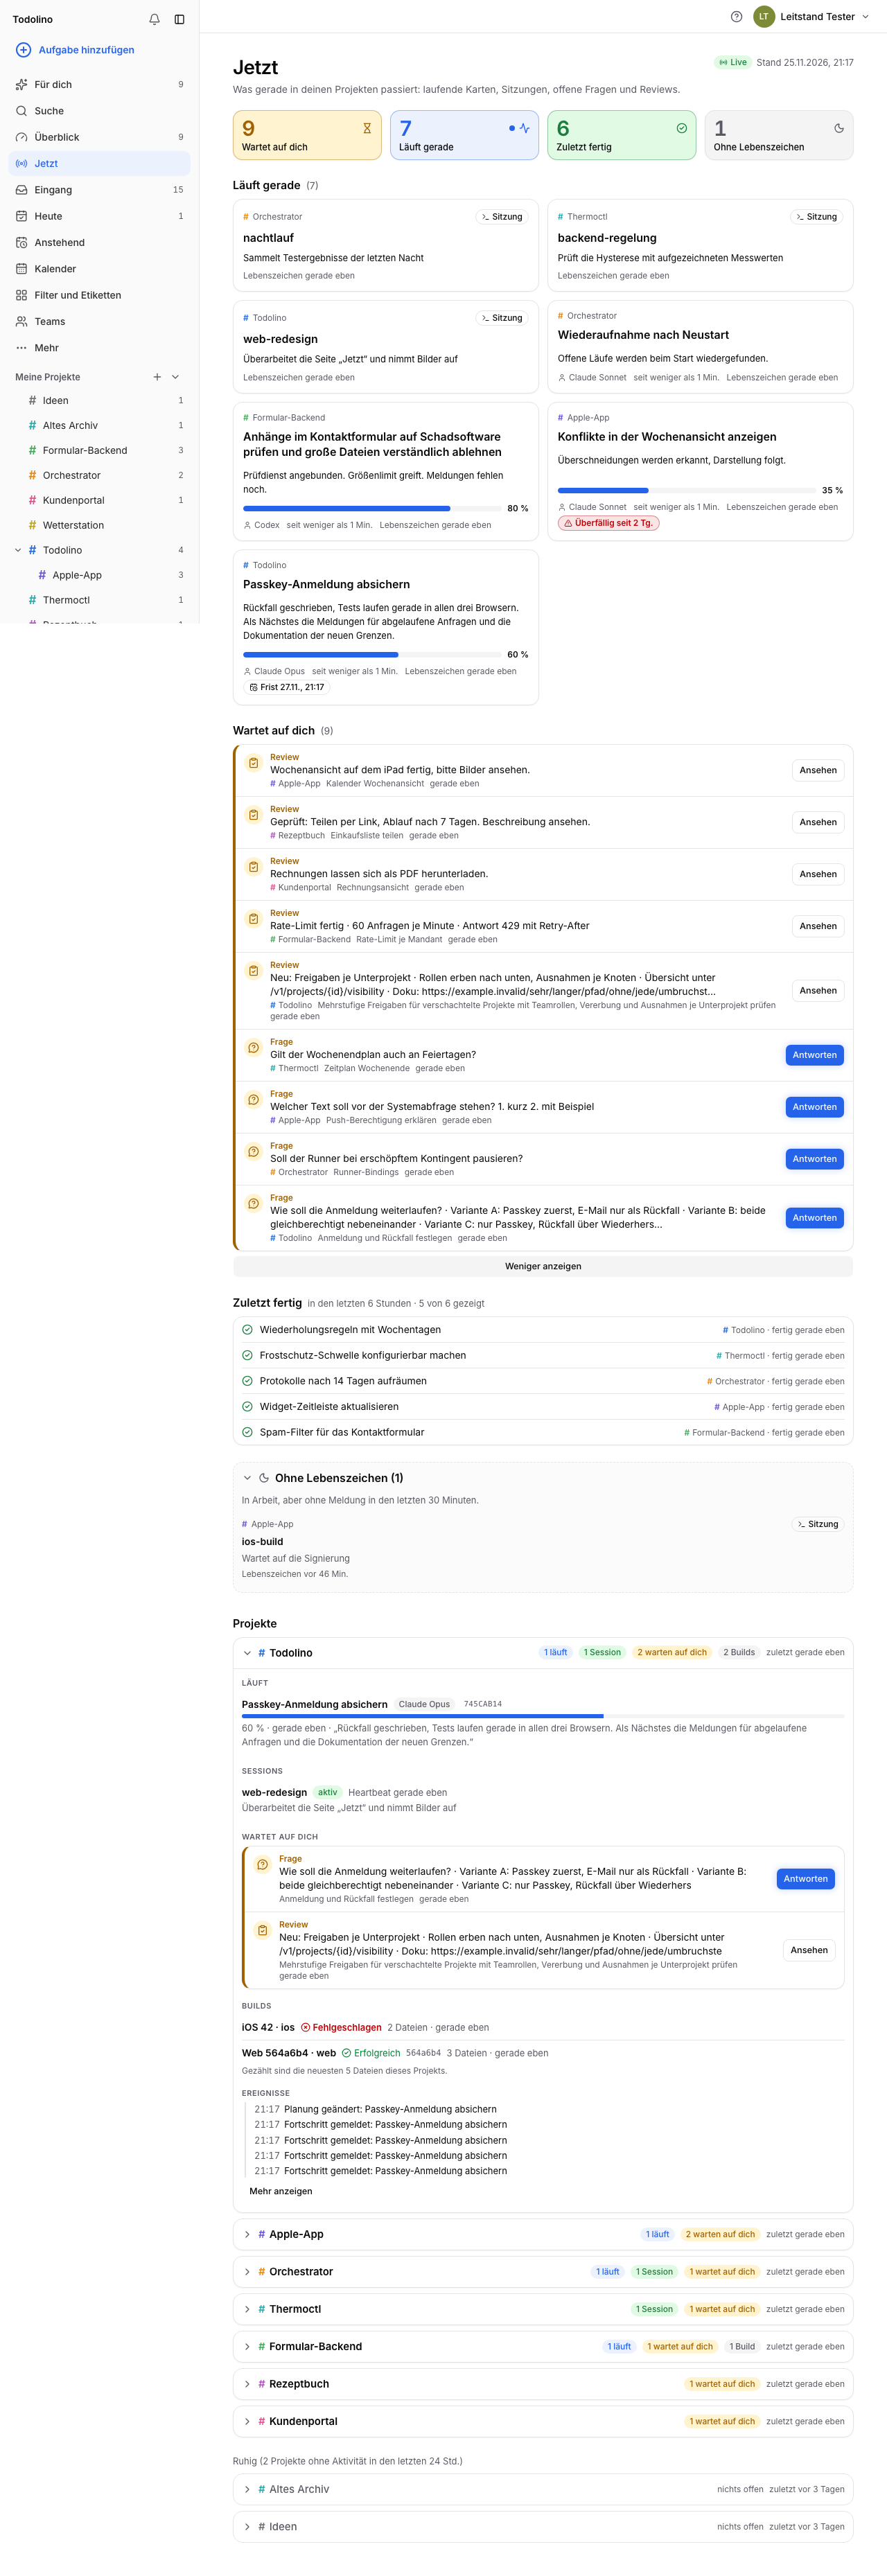 Todolino
Aufgabe hinzufügen
Für dich 9
Suche
Überblick 9
Jetzt
Eingang 15
Heute 1
Anstehend
Kalender
Filter und Etiketten
Teams
Mehr
Meine Projekte
# Ideen 1
# Altes Archiv 1
# Formular-Backend 3
# Orchestrator 2
# Kundenportal 1
# Wetterstation
# Todolino 4
# Apple-App 3
# Thermoctl 1
LT Leitstand Tester
Jetzt
Live Stand 25.11.2026, 21:17
Was gerade in deinen Projekten passiert: laufende Karten, Sitzungen, offene Fragen und Reviews.
9
Wartet auf dich
7
Läuft gerade
6
Zuletzt fertig
1
Ohne Lebenszeichen
Läuft gerade (7)
# Orchestrator Sitzung
nachtlauf
Sammelt Testergebnisse der letzten Nacht
Lebenszeichen gerade eben
# Thermoctl Sitzung
backend-regelung
Prüft die Hysterese mit aufgezeichneten Messwerten
Lebenszeichen gerade eben
# Todolino Sitzung
web-redesign
Überarbeitet die Seite „Jetzt“ und nimmt Bilder auf
Lebenszeichen gerade eben
# Orchestrator
Wiederaufnahme nach Neustart
Offene Läufe werden beim Start wiedergefunden.
Claude Sonnet seit weniger als 1 Min. Lebenszeichen gerade eben
# Formular-Backend
Anhänge im Kontaktformular auf Schadsoftware
prüfen und große Dateien verständlich ablehnen
Prüfdienst angebunden. Größenlimit greift. Meldungen fehlen
noch.
80 %
Codex seit weniger als 1 Min. Lebenszeichen gerade eben
# Apple-App
Konflikte in der Wochenansicht anzeigen
Überschneidungen werden erkannt, Darstellung folgt.
35 %
Claude Sonnet seit weniger als 1 Min. Lebenszeichen gerade eben
Überfällig seit 2 Tg.
# Todolino
Passkey-Anmeldung absichern
Rückfall geschrieben, Tests laufen gerade in allen drei Browsern.
Als Nächstes die Meldungen für abgelaufene Anfragen und die
Dokumentation der neuen Grenzen.
60 %
Claude Opus seit weniger als 1 Min. Lebenszeichen gerade eben
Frist 27.11., 21:17
Wartet auf dich (9)
Review
Wochenansicht auf dem iPad fertig, bitte Bilder ansehen.
# Apple-App Kalender Wochenansicht gerade eben
Ansehen
Review
Geprüft: Teilen per Link, Ablauf nach 7 Tagen. Beschreibung ansehen.
# Rezeptbuch Einkaufsliste teilen gerade eben
Ansehen
Review
Rechnungen lassen sich als PDF herunterladen.
# Kundenportal Rechnungsansicht gerade eben
Ansehen
Review
Rate-Limit fertig · 60 Anfragen je Minute · Antwort 429 mit Retry-After
# Formular-Backend Rate-Limit je Mandant gerade eben
Ansehen
Review
Neu: Freigaben je Unterprojekt · Rollen erben nach unten, Ausnahmen je Knoten · Übersicht unter
/v1/projects/{id}/visibility · Doku: https://example.invalid/sehr/langer/pfad/ohne/jede/umbruchst…
# Todolino Mehrstufige Freigaben für verschachtelte Projekte mit Teamrollen, Vererbung und Ausnahmen je Unterprojekt prüfen
gerade eben
Ansehen
Frage
Gilt der Wochenendplan auch an Feiertagen?
# Thermoctl Zeitplan Wochenende gerade eben
Antworten
Frage
Welcher Text soll vor der Systemabfrage stehen? 1. kurz 2. mit Beispiel
# Apple-App Push-Berechtigung erklären gerade eben
Antworten
Frage
Soll der Runner bei erschöpftem Kontingent pausieren?
# Orchestrator Runner-Bindings gerade eben
Antworten
Frage
Wie soll die Anmeldung weiterlaufen? · Variante A: Passkey zuerst, E-Mail nur als Rückfall · Variante B: beide
gleichberechtigt nebeneinander · Variante C: nur Passkey, Rückfall über Wiederhers…
# Todolino Anmeldung und Rückfall festlegen gerade eben
Antworten
Weniger anzeigen
Zuletzt fertig in den letzten 6 Stunden · 5 von 6 gezeigt
Wiederholungsregeln mit Wochentagen # Todolino · fertig gerade eben
Frostschutz-Schwelle konfigurierbar machen # Thermoctl · fertig gerade eben
Protokolle nach 14 Tagen aufräumen # Orchestrator · fertig gerade eben
Widget-Zeitleiste aktualisieren # Apple-App · fertig gerade eben
Spam-Filter für das Kontaktformular # Formular-Backend · fertig gerade eben
Ohne Lebenszeichen (1)
In Arbeit, aber ohne Meldung in den letzten 30 Minuten.
# Apple-App Sitzung
ios-build
Wartet auf die Signierung
Lebenszeichen vor 46 Min.
Projekte
# Todolino 1 läuft 1 Session 2 warten auf dich 2 Builds zuletzt gerade eben
LÄUFT
Passkey-Anmeldung absichern Claude Opus 745CAB14
60 % · gerade eben · „Rückfall geschrieben, Tests laufen gerade in allen drei Browsern. Als Nächstes die Meldungen für abgelaufene
Anfragen und die Dokumentation der neuen Grenzen.“
SESSIONS
web-redesign aktiv Heartbeat gerade eben
Überarbeitet die Seite „Jetzt“ und nimmt Bilder auf
WARTET AUF DICH
Frage
Wie soll die Anmeldung weiterlaufen? · Variante A: Passkey zuerst, E-Mail nur als Rückfall · Variante B:
beide gleichberechtigt nebeneinander · Variante C: nur Passkey, Rückfall über Wiederhers
Anmeldung und Rückfall festlegen gerade eben
Antworten
Review
Neu: Freigaben je Unterprojekt · Rollen erben nach unten, Ausnahmen je Knoten · Übersicht unter
/v1/projects/{id}/visibility · Doku: https://example.invalid/sehr/langer/pfad/ohne/jede/umbruchste
Mehrstufige Freigaben für verschachtelte Projekte mit Teamrollen, Vererbung und Ausnahmen je Unterprojekt prüfen
gerade eben
Ansehen
BUILDS
iOS 42 · ios Fehlgeschlagen 2 Dateien · gerade eben
Web 564a6b4 · web Erfolgreich 564a6b4 3 Dateien · gerade eben
Gezählt sind die neuesten 5 Dateien dieses Projekts.
EREIGNISSE
21:17 Planung geändert: Passkey-Anmeldung absichern
21:17 Fortschritt gemeldet: Passkey-Anmeldung absichern
21:17 Fortschritt gemeldet: Passkey-Anmeldung absichern
21:17 Fortschritt gemeldet: Passkey-Anmeldung absichern
21:17 Fortschritt gemeldet: Passkey-Anmeldung absichern
Mehr anzeigen
# Apple-App 1 läuft 2 warten auf dich zuletzt gerade eben
# Orchestrator 1 läuft 1 Session 1 wartet auf dich zuletzt gerade eben
# Thermoctl 1 Session 1 wartet auf dich zuletzt gerade eben
# Formular-Backend 1 läuft 1 wartet auf dich 1 Build zuletzt gerade eben
# Rezeptbuch 1 wartet auf dich zuletzt gerade eben
# Kundenportal 1 wartet auf dich zuletzt gerade eben
Ruhig (2 Projekte ohne Aktivität in den letzten 24 Std.)
# Altes Archiv nichts offen zuletzt vor 3 Tagen
# Ideen nichts offen zuletzt vor 3 Tagen